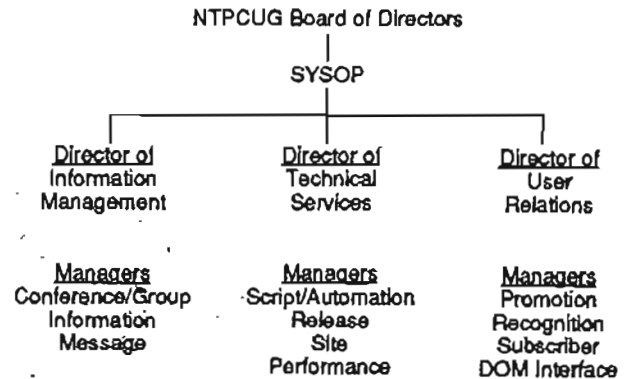 NTPCUG Board of Directors
SYSOP
Director of
Information
Management
Director of
Technical
Services
Director of
User
Relations
Managers
Conference/Group
Information
Message
Managers
Script/Automation
Release
Site
Performance
Managers
Promotion
Recognition
Subscriber
DOM Interface